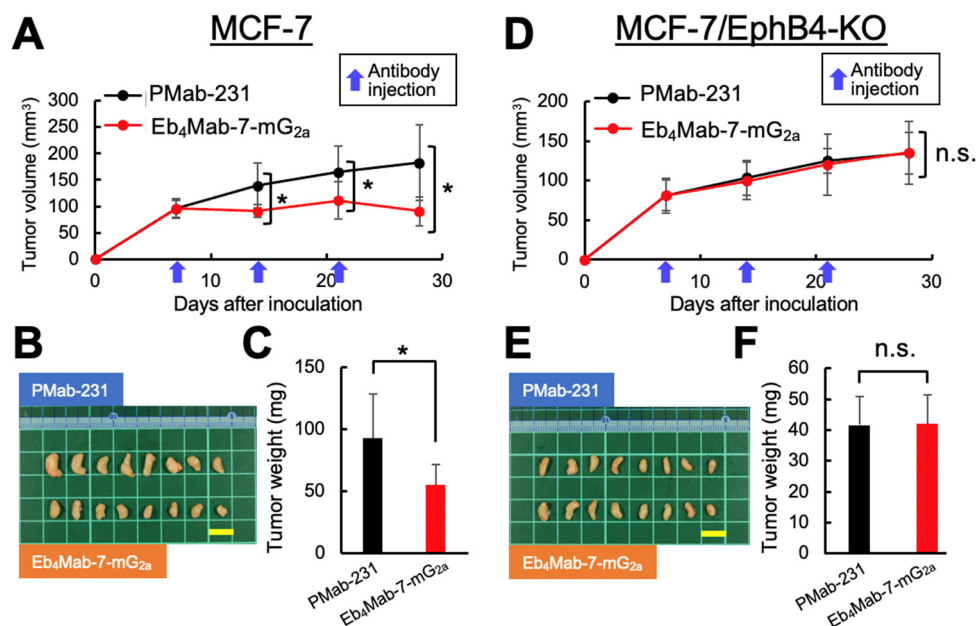 A
MCF-7
PMab-231
Eb₄Mab-7-mG₂ₐ
Antibody
injection
Tumor volume (mm³)
300
250
200
150
100
50
0
*
*
*
0
10
20
30
Days after inoculation
D
MCF-7/EphB4-KO
PMab-231
Eb₄Mab-7-mG₂ₐ
Antibody
injection
Tumor volume (mm³)
200
150
100
50
0
n.s.
0
10
20
30
Days after inoculation
B
PMab-231
Eb₄Mab-7-mG₂ₐ
C
Tumor weight (mg)
150
100
50
0
*
PMab-231
Eb₄Mab-7-mG₂ₐ
E
PMab-231
Eb₄Mab-7-mG₂ₐ
F
Tumor weight (mg)
60
50
40
30
20
10
0
n.s.
PMab-231
Eb₄Mab-7-mG₂ₐ